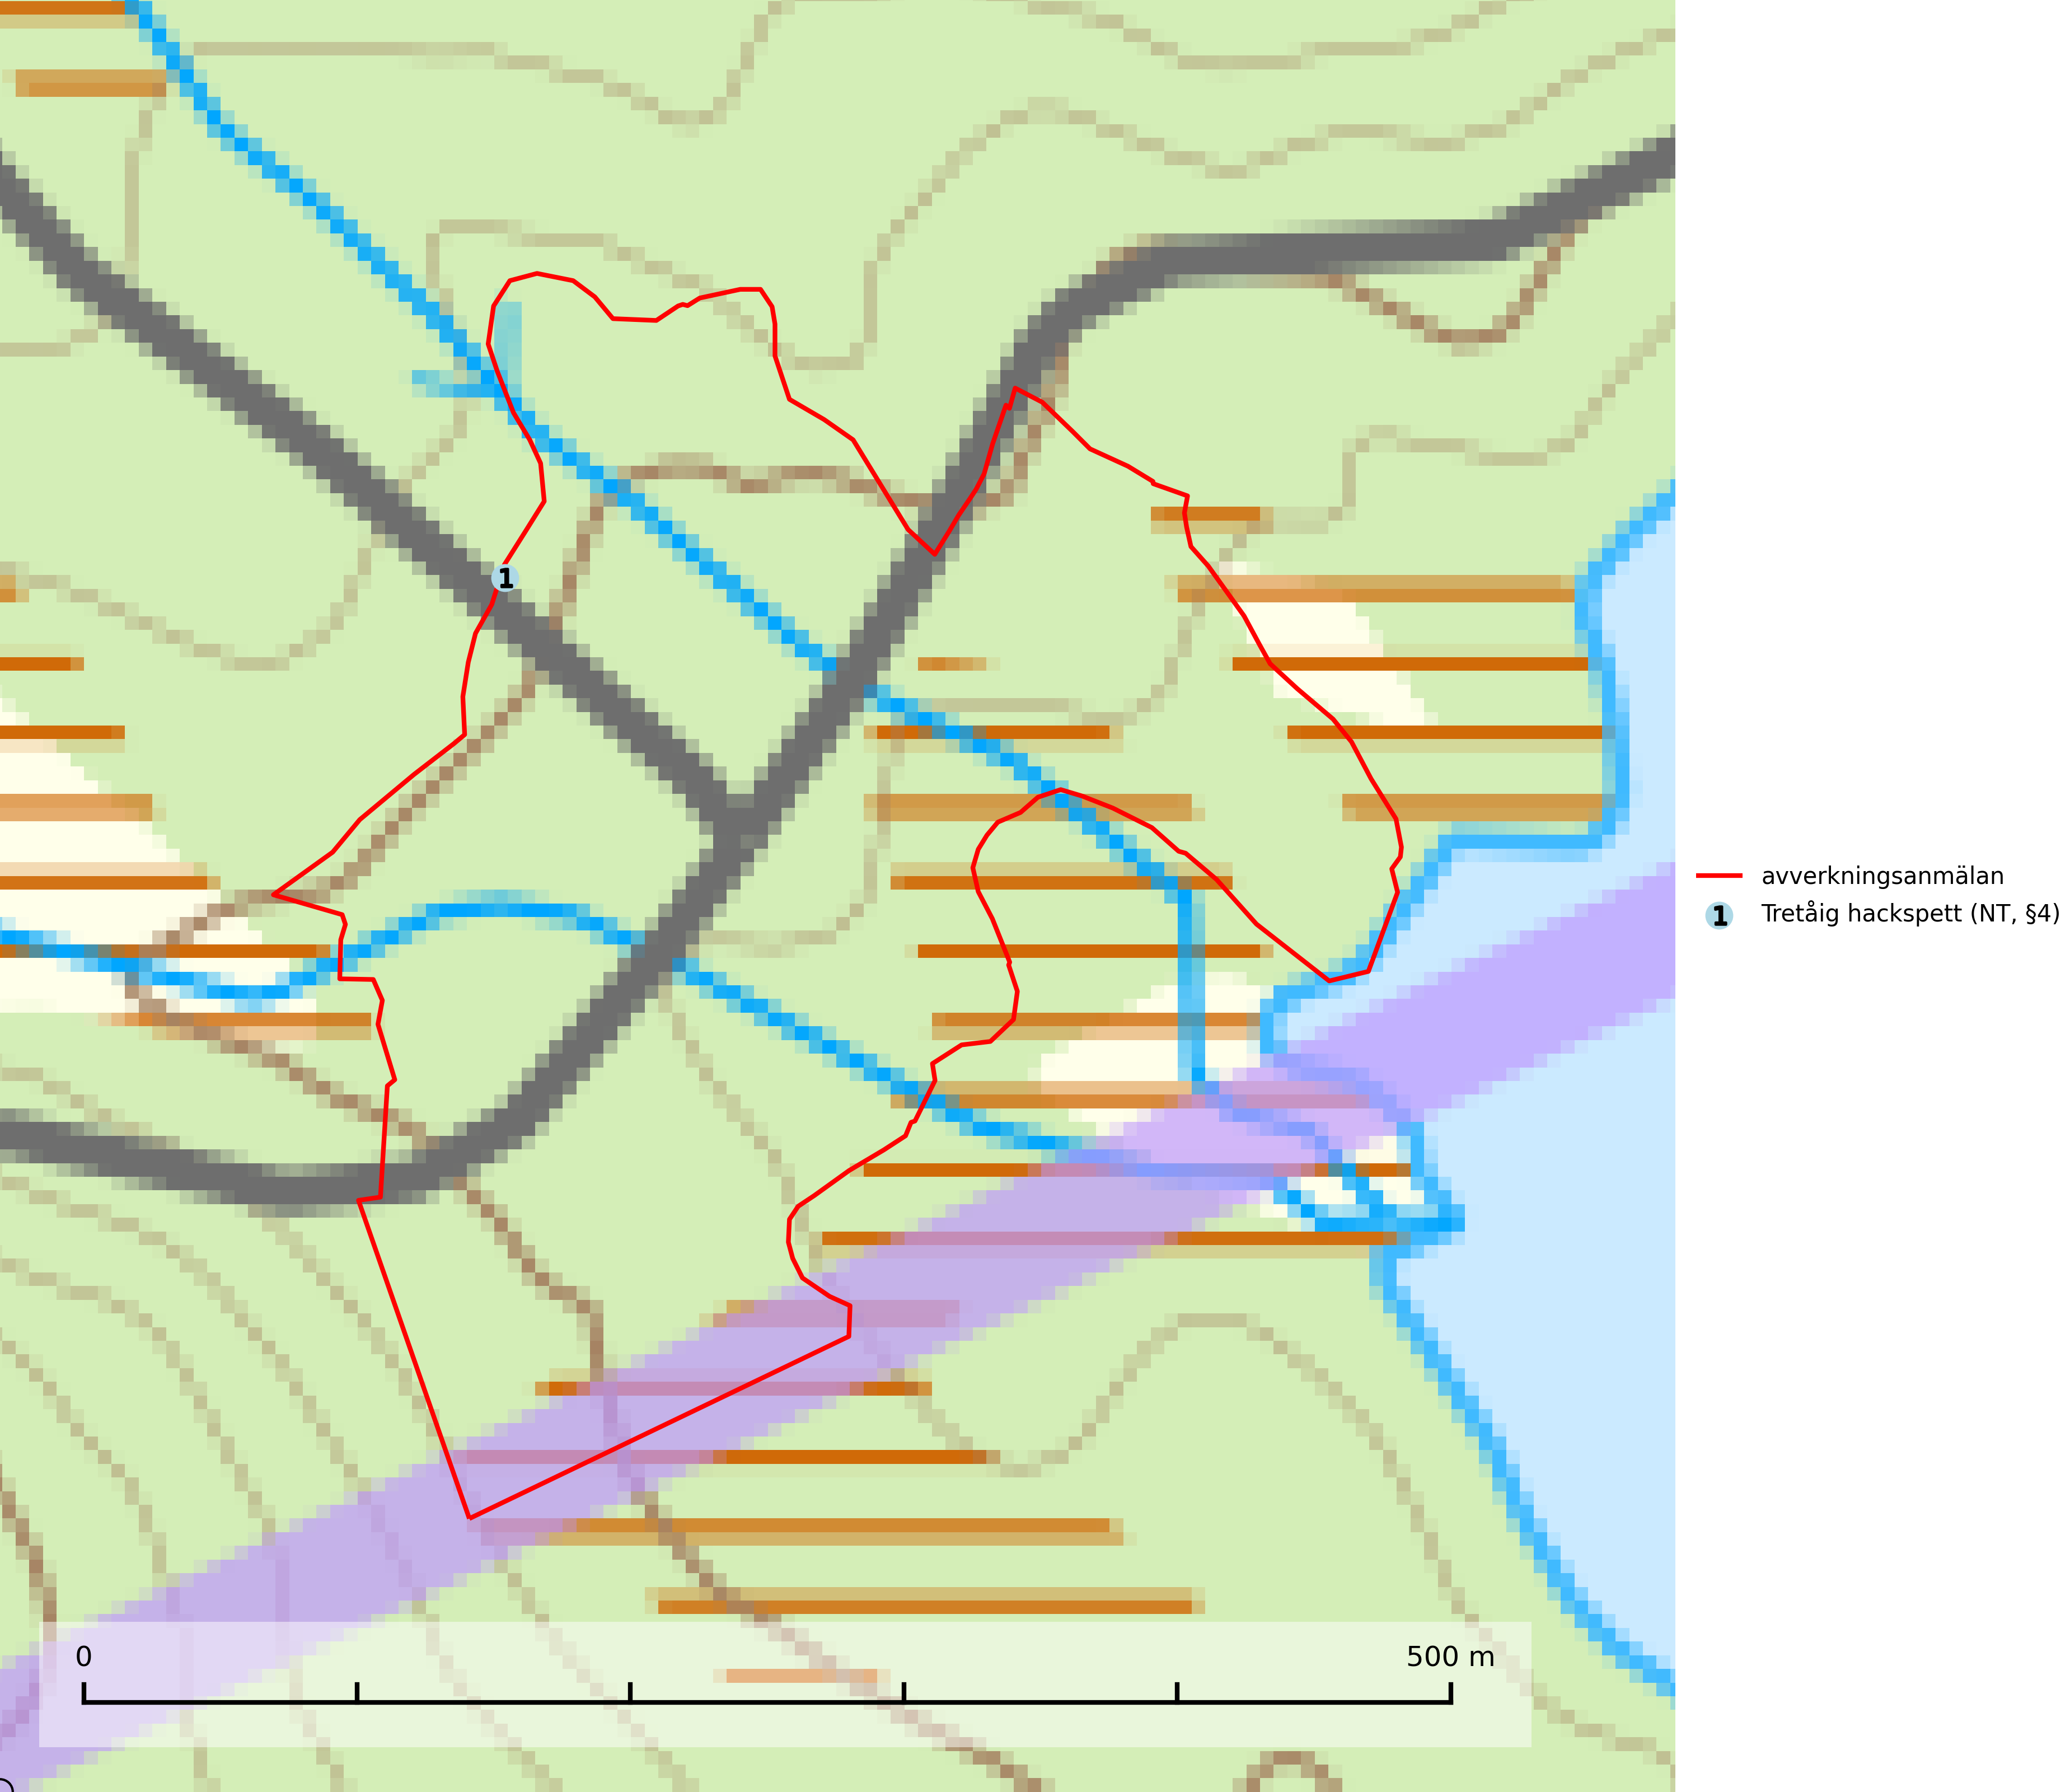 1
avverkningsanmälan
1 Tretåig hackspett (NT, §4)
0 500 m